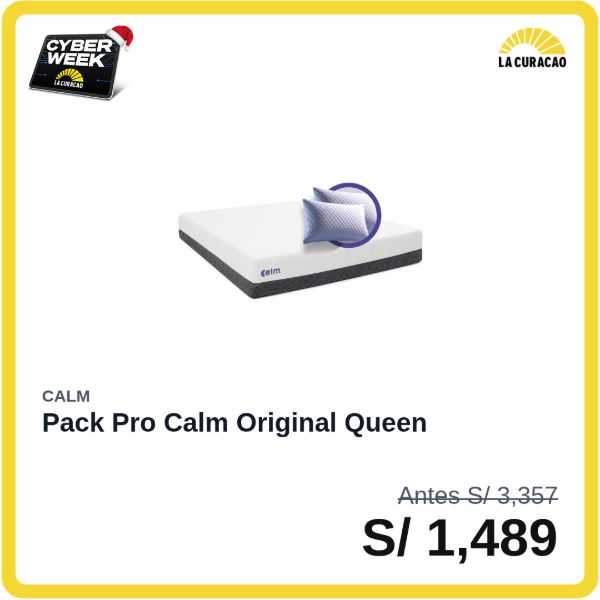 CYBER
WEEK
LA CURACAO
LA CURACAO
Calm
CALM
Pack Pro Calm Original Queen
Antes S/ 3,357
S/ 1,489